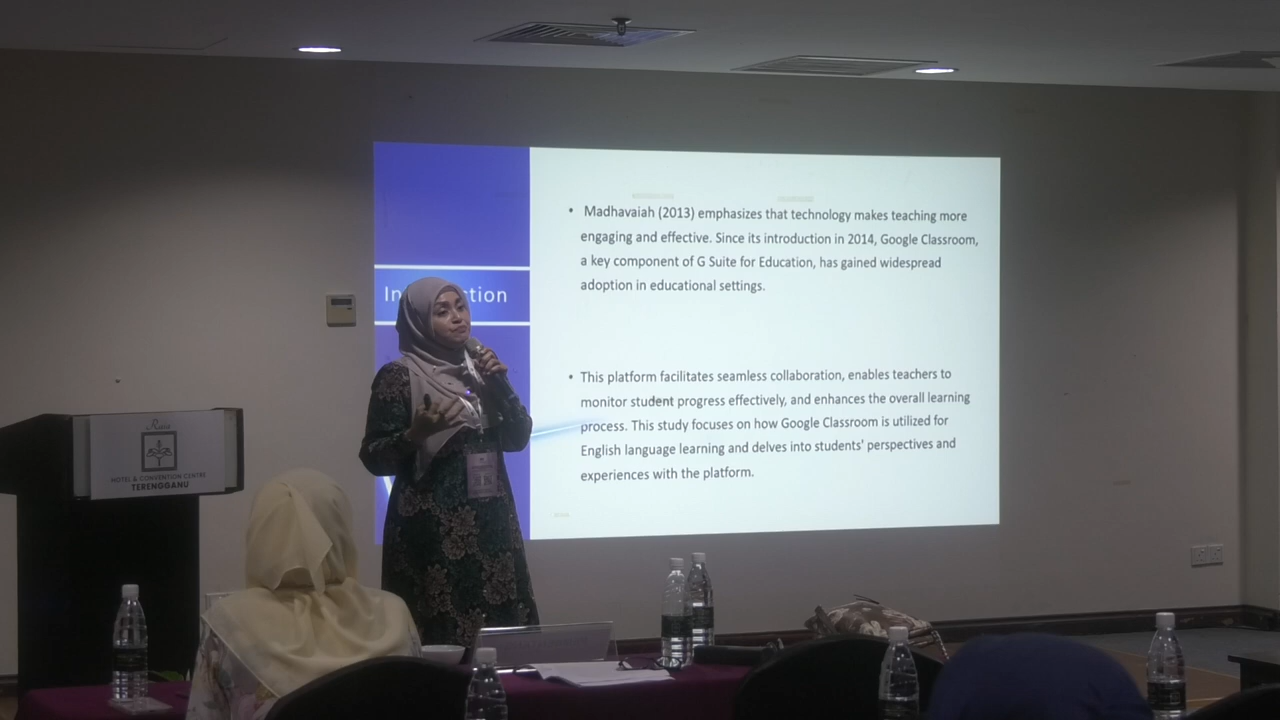 Madhavaiah (2013) emphasizes that technology makes teaching more
engaging and effective. Since its introduction in 2014, Google Classroom,
a key component of G Suite for Education, has gained widespread
adoption in educational settings.
This platform facilitates seamless collaboration, enables teachers to
monitor student progress effectively, and enhances the overall learning
process. This study focuses on how Google Classroom is utilized for
English language learning and delves into students' perspectives and
experiences with the platform.
HOTEL & CONVENTION CENTRE
TERENGGANU